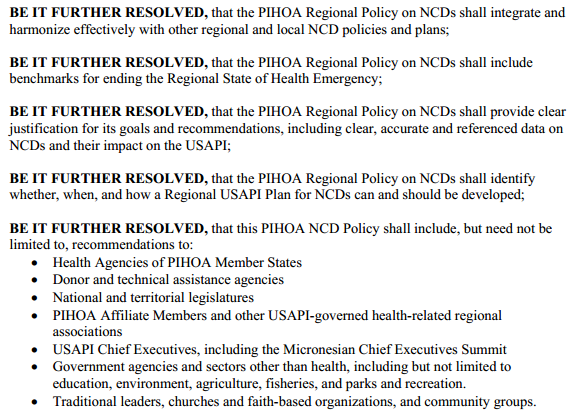 BE IT FURTHER RESOLVED, that the PIHOA Regional Policy on NCDs shall integrate and
harmonize effectively with other regional and local NCD policies and plans;
BE IT FURTHER RESOLVED, that the PIHOA Regional Policy on NCDs shall include
benchmarks for ending the Regional State of Health Emergency;
BE IT FURTHER RESOLVED, that the PIHOA Regional Policy on NCDs shall provide clear
justification for its goals and recommendations, including clear, accurate and referenced data on
NCDs and their impact on the USAPI;
BE IT FURTHER RESOLVED, that the PIHOA Regional Policy on NCDs shall identify
whether, when, and how a Regional USAPI Plan for NCDs can and should be developed;
BE IT FURTHER RESOLVED, that this PIHOA NCD Policy shall include, but need not be
limited to, recommendations to:
• Health Agencies of PIHOA Member States
• Donor and technical assistance agencies
• National and territorial legislatures
• PIHOA Affiliate Members and other USAPI-governed health-related regional
associations
• USAPI Chief Executives, including the Micronesian Chief Executives Summit
• Government agencies and sectors other than health, including but not limited to
education, environment, agriculture, fisheries, and parks and recreation.
• Traditional leaders, churches and faith-based organizations, and community groups.